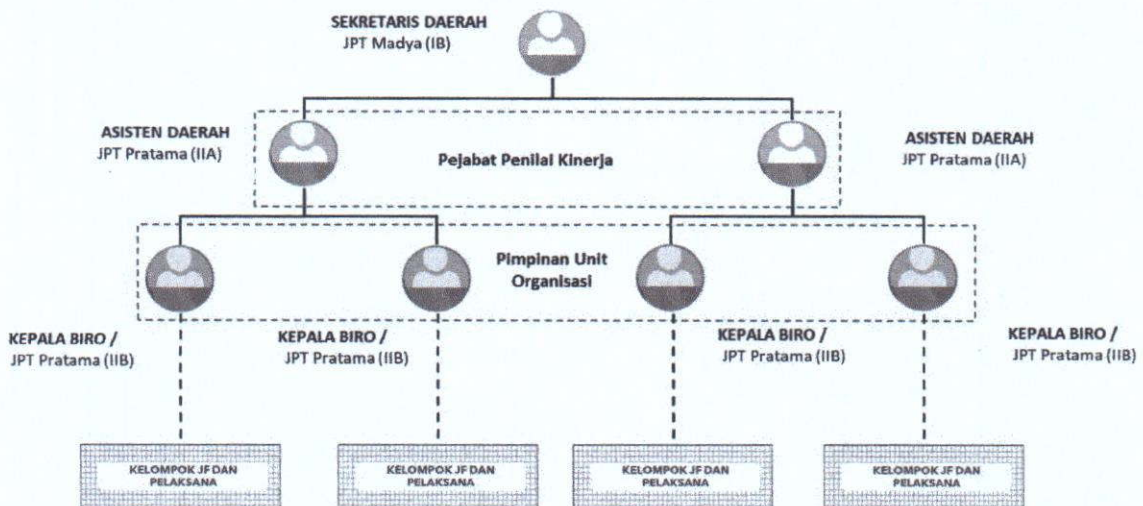 SEKRETARIS DAERAH
JPT Madya (IB)
ASISTEN DAERAH
JPT Pratama (IIA)
Pejabat Penilai Kinerja
ASISTEN DAERAH
JPT Pratama (IIA)
Pimpinan Unit
Organisasi
KEPALA BIRO /
JPT Pratama (IIB)
KEPALA BIRO /
JPT Pratama (IIB)
KEPALA BIRO /
JPT Pratama (IIB)
KEPALA BIRO /
JPT Pratama (IIB)
KELOMPOK JF DAN
PELAKSANA
KELOMPOK JF DAN
PELAKSANA
KELOMPOK JF DAN
PELAKSANA
KELOMPOK JF DAN
PELAKSANA